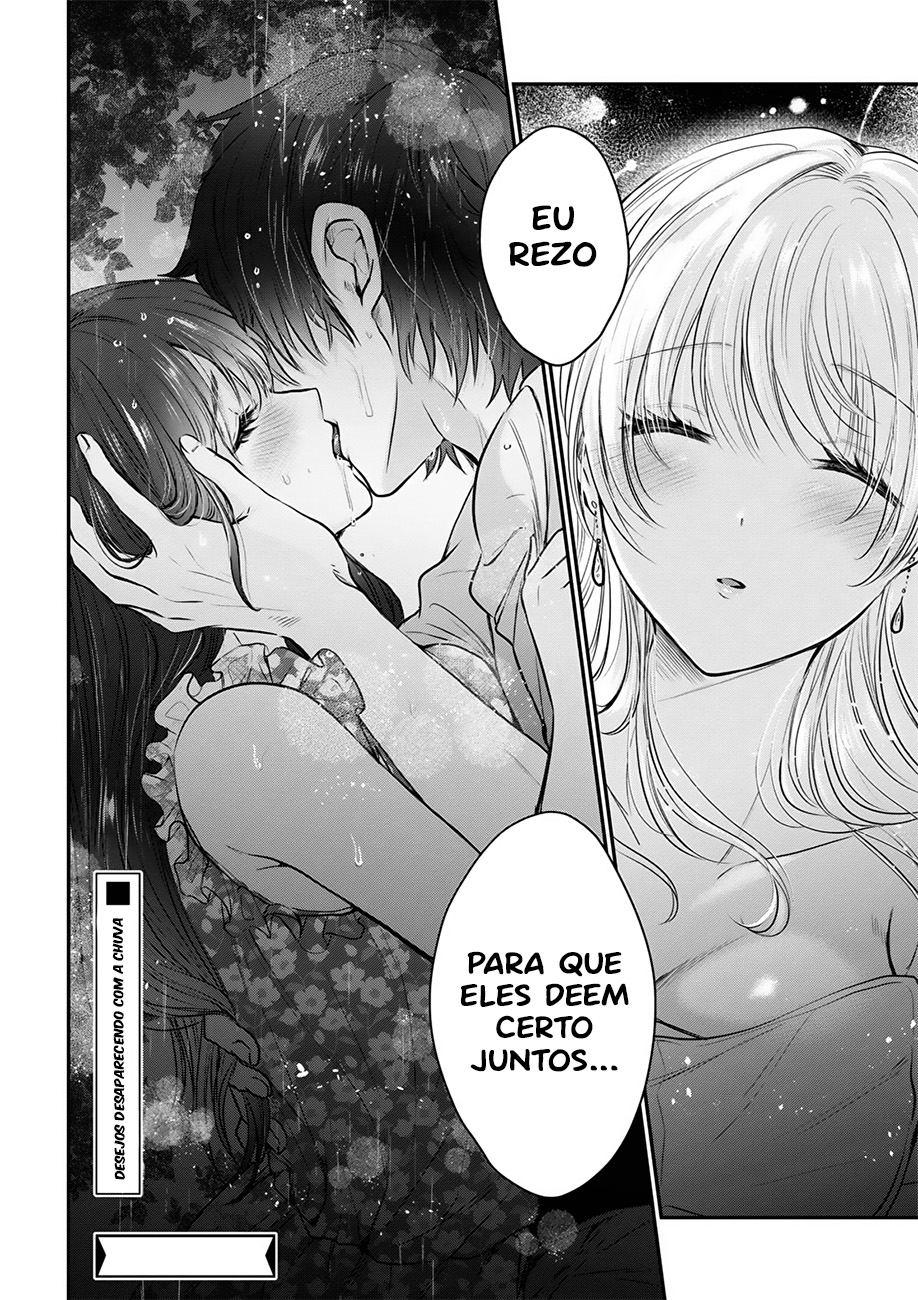 EU
REZO
PARA QUE
ELES DEEM
CERTO
JUNTOS...
DESEJOS DESAPARECENDO COM A CHUVA